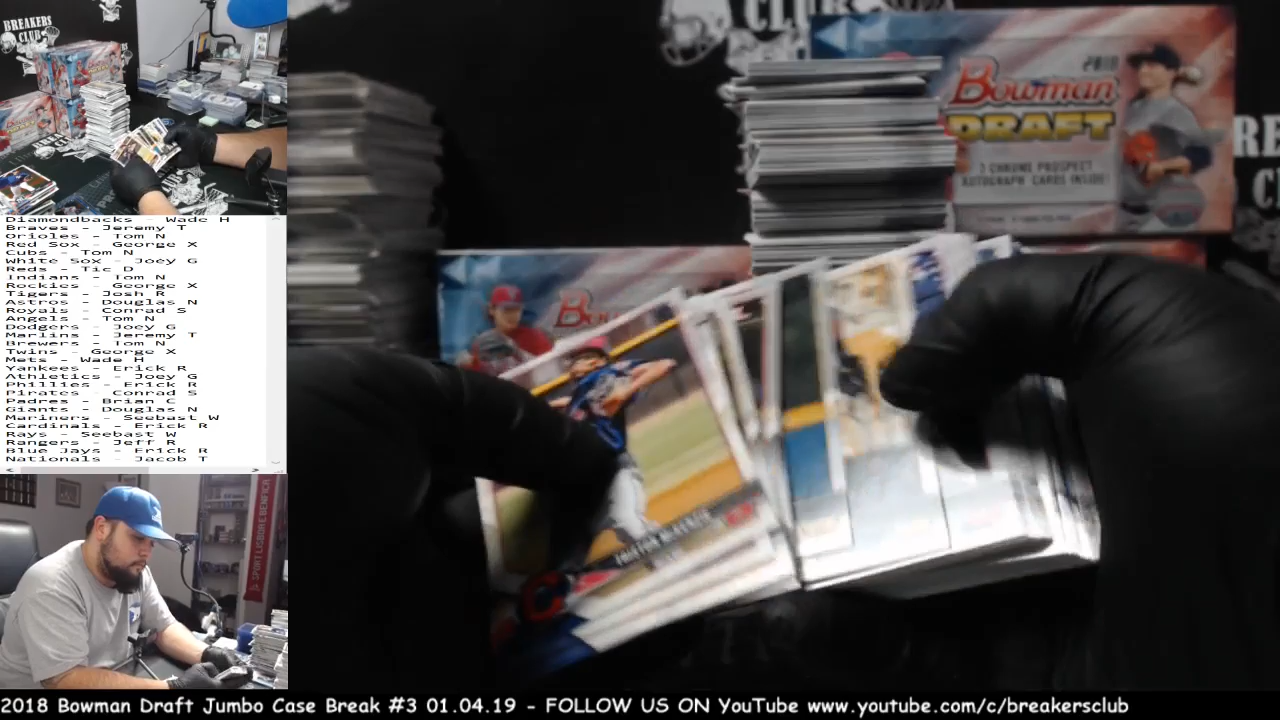 BREAKERS
CLUB
Diamondbacks - Wade H
Braves - Jeremy T
Orioles - Tom N
Red Sox - George X
Cubs - Tom N
White Sox - Joey G
Reds - Tic D
Indians - Tom N
Rockies - George X
Tigers - Josh R
Astros - Douglas N
Royals - Conrad S
Angels - Tom N
Dodgers - Joey G
Marlins - Jeremy T
Brewers - Tom N
Twins - George X
Mets - Wade H
Yankees - Erick R
Athletics - Joey G
Phillies - Erick R
Pirates - Conrad S
Padres - Brian C
Giants - Douglas N
Mariners - Seebast W
Cardinals - Erick R
Rays - Seebast W
Rangers - Jeff R
Blue Jays - Erick R
Nationals - Jacob T
SPORT LISBOA E BENFICA
2018
Bowman
DRAFT
3 CHROME PROSPECT
AUTOGRAPH CARDS INSIDE!
2018 Bowman Draft Jumbo Case Break #3 01.04.19 - FOLLOW US ON YouTube www.youtube.com/c/breakersclub